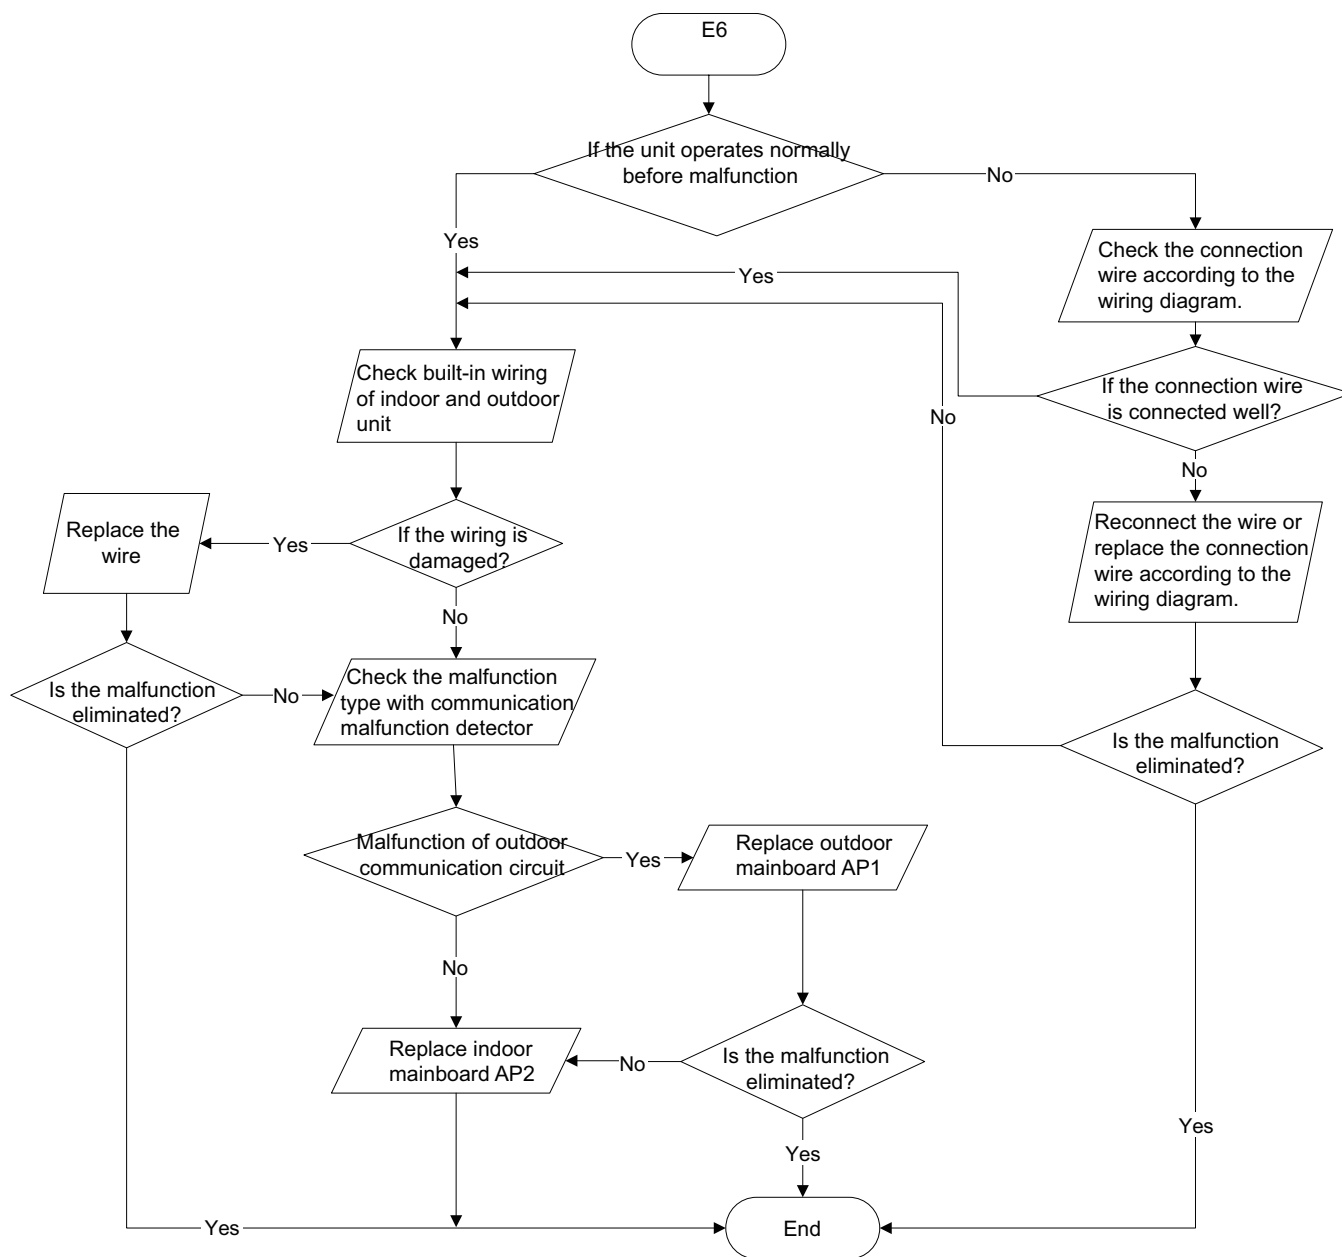 E6
If the unit operates normally
before malfunction
No
Yes
Check the connection
wire according to the
wiring diagram.
Yes
Check built-in wiring
of indoor and outdoor
unit
If the connection wire
is connected well?
No
No
Replace the
wire
Yes
If the wiring is
damaged?
Reconnect the wire or
replace the connection
wire according to the
wiring diagram.
No
Is the malfunction
eliminated?
No
Check the malfunction
type with communication
malfunction detector
Is the malfunction
eliminated?
Malfunction of outdoor
communication circuit
Yes
Replace outdoor
mainboard AP1
No
Replace indoor
mainboard AP2
No
Is the malfunction
eliminated?
Yes
Yes
Yes
End